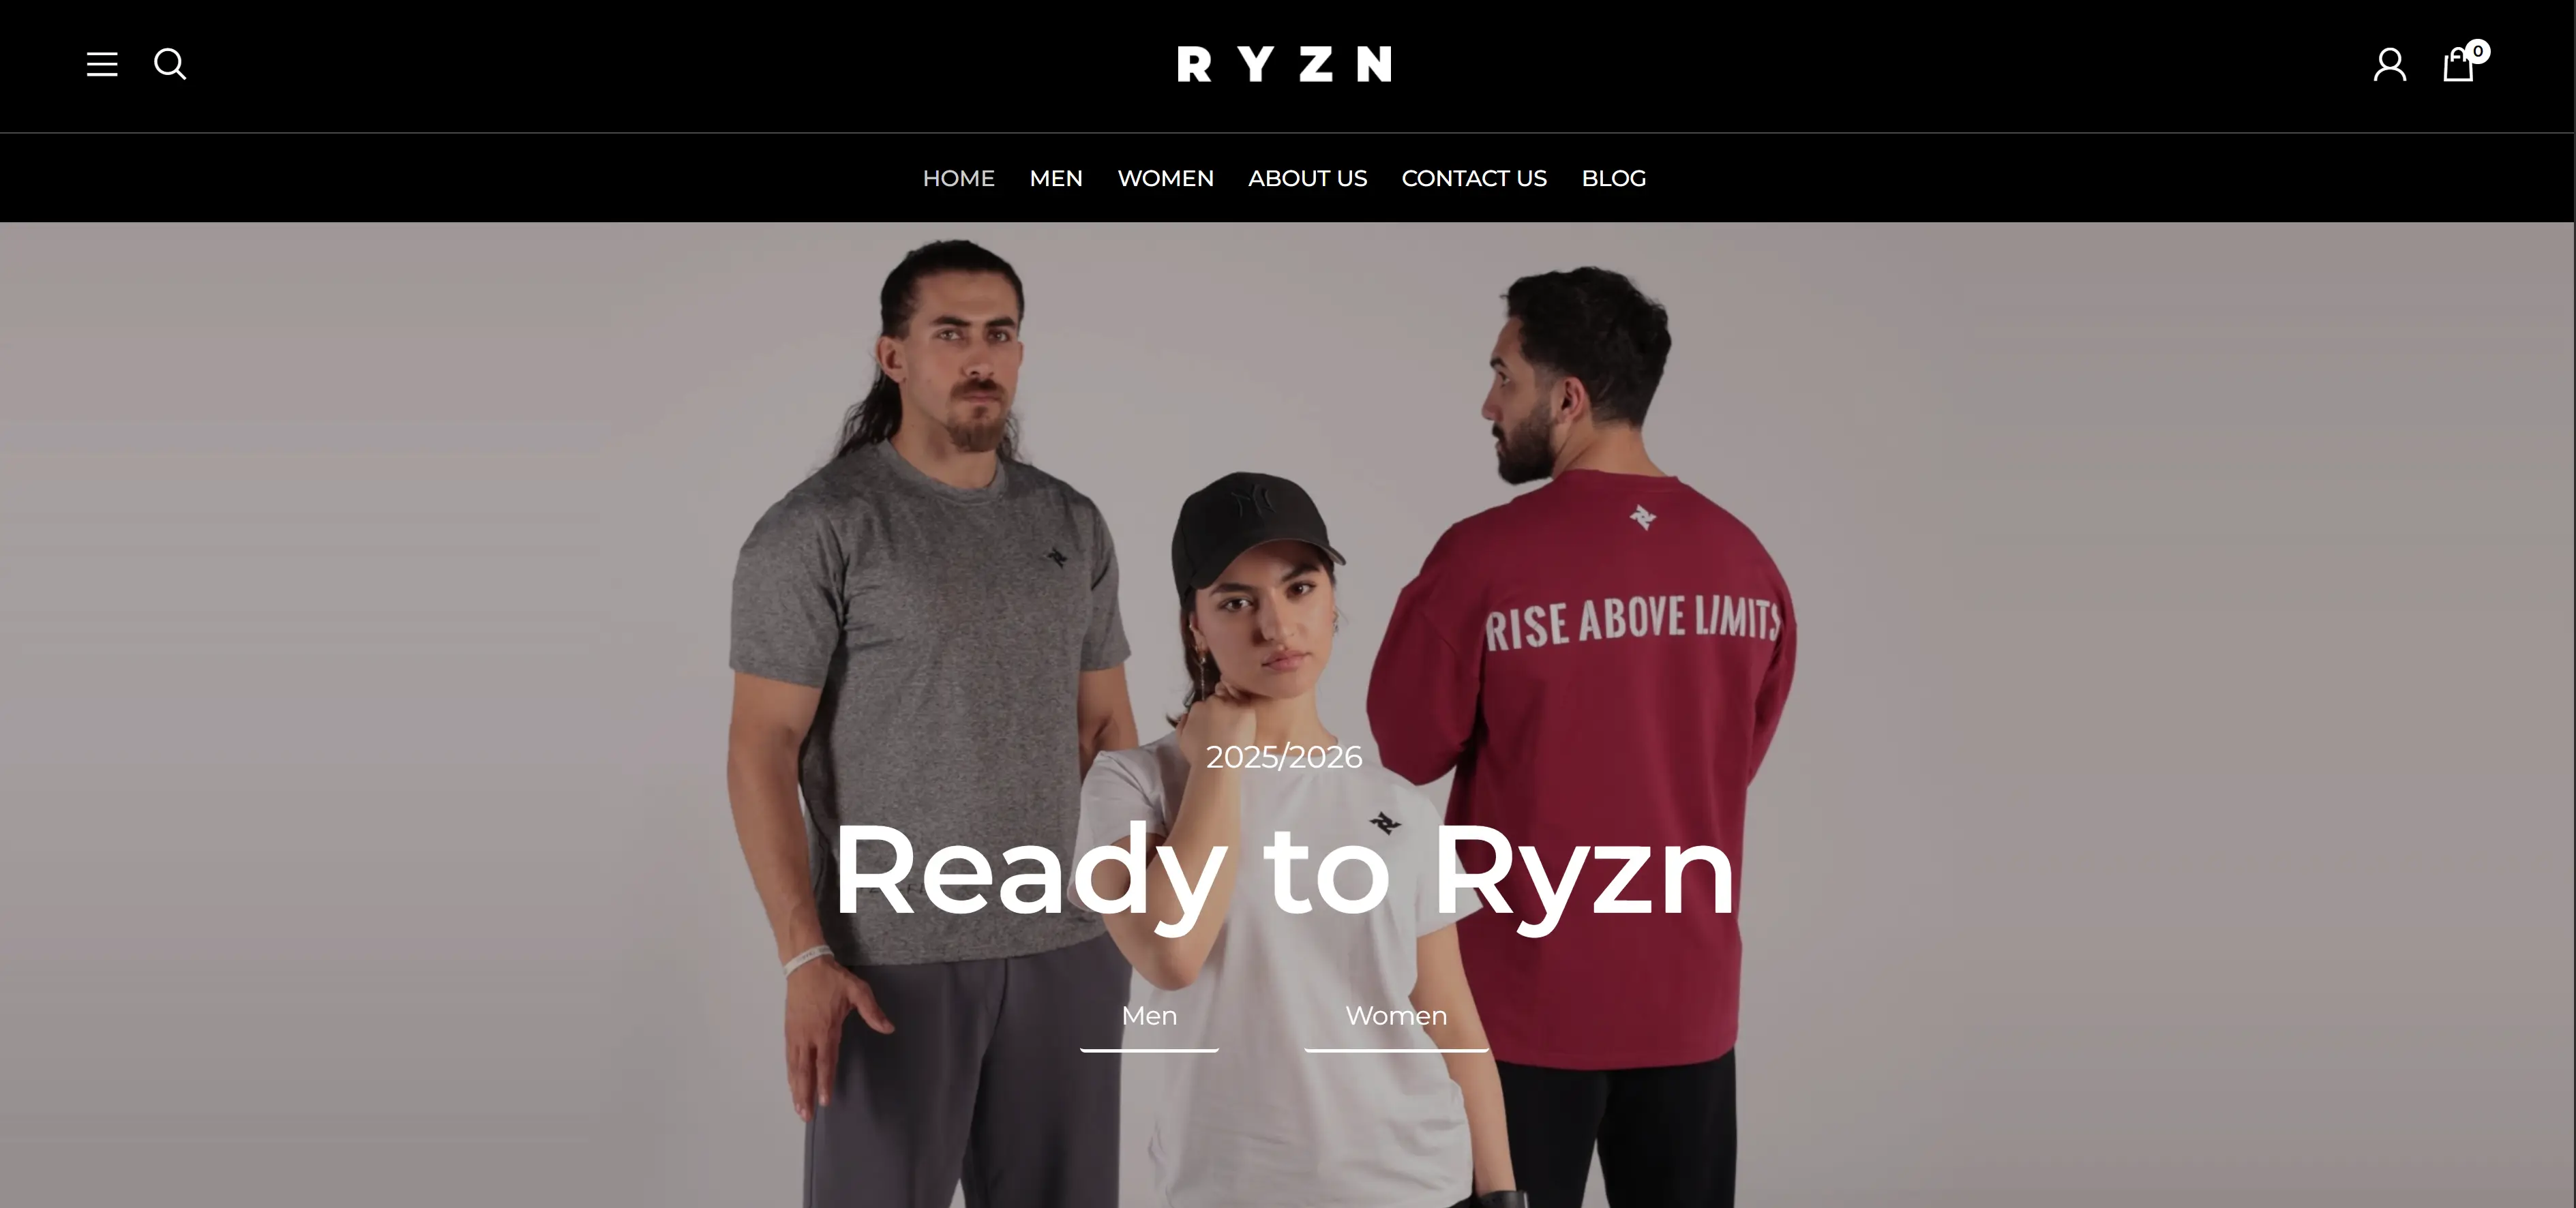 RYZN
0
HOME MEN WOMEN ABOUT US CONTACT US BLOG
RISE ABOVE LIMITS
2025/2026
Ready to Ryzn
Men Women